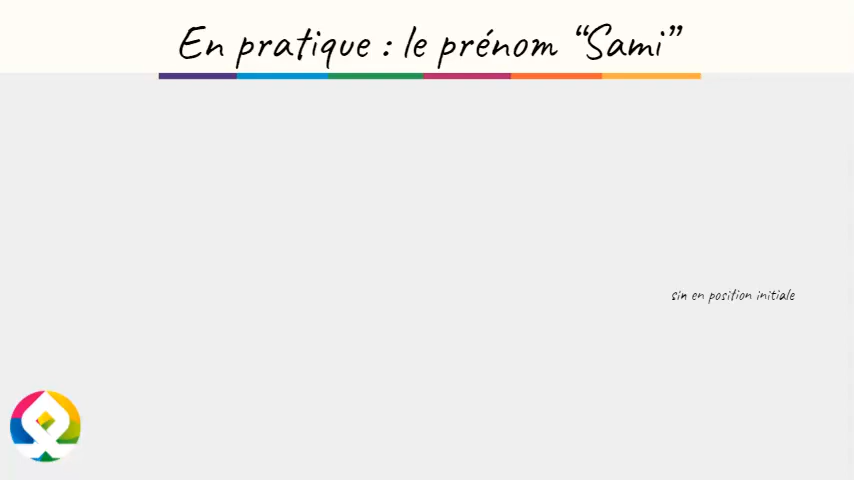 En pratique : le prénom “Sami”
sin en position initiale